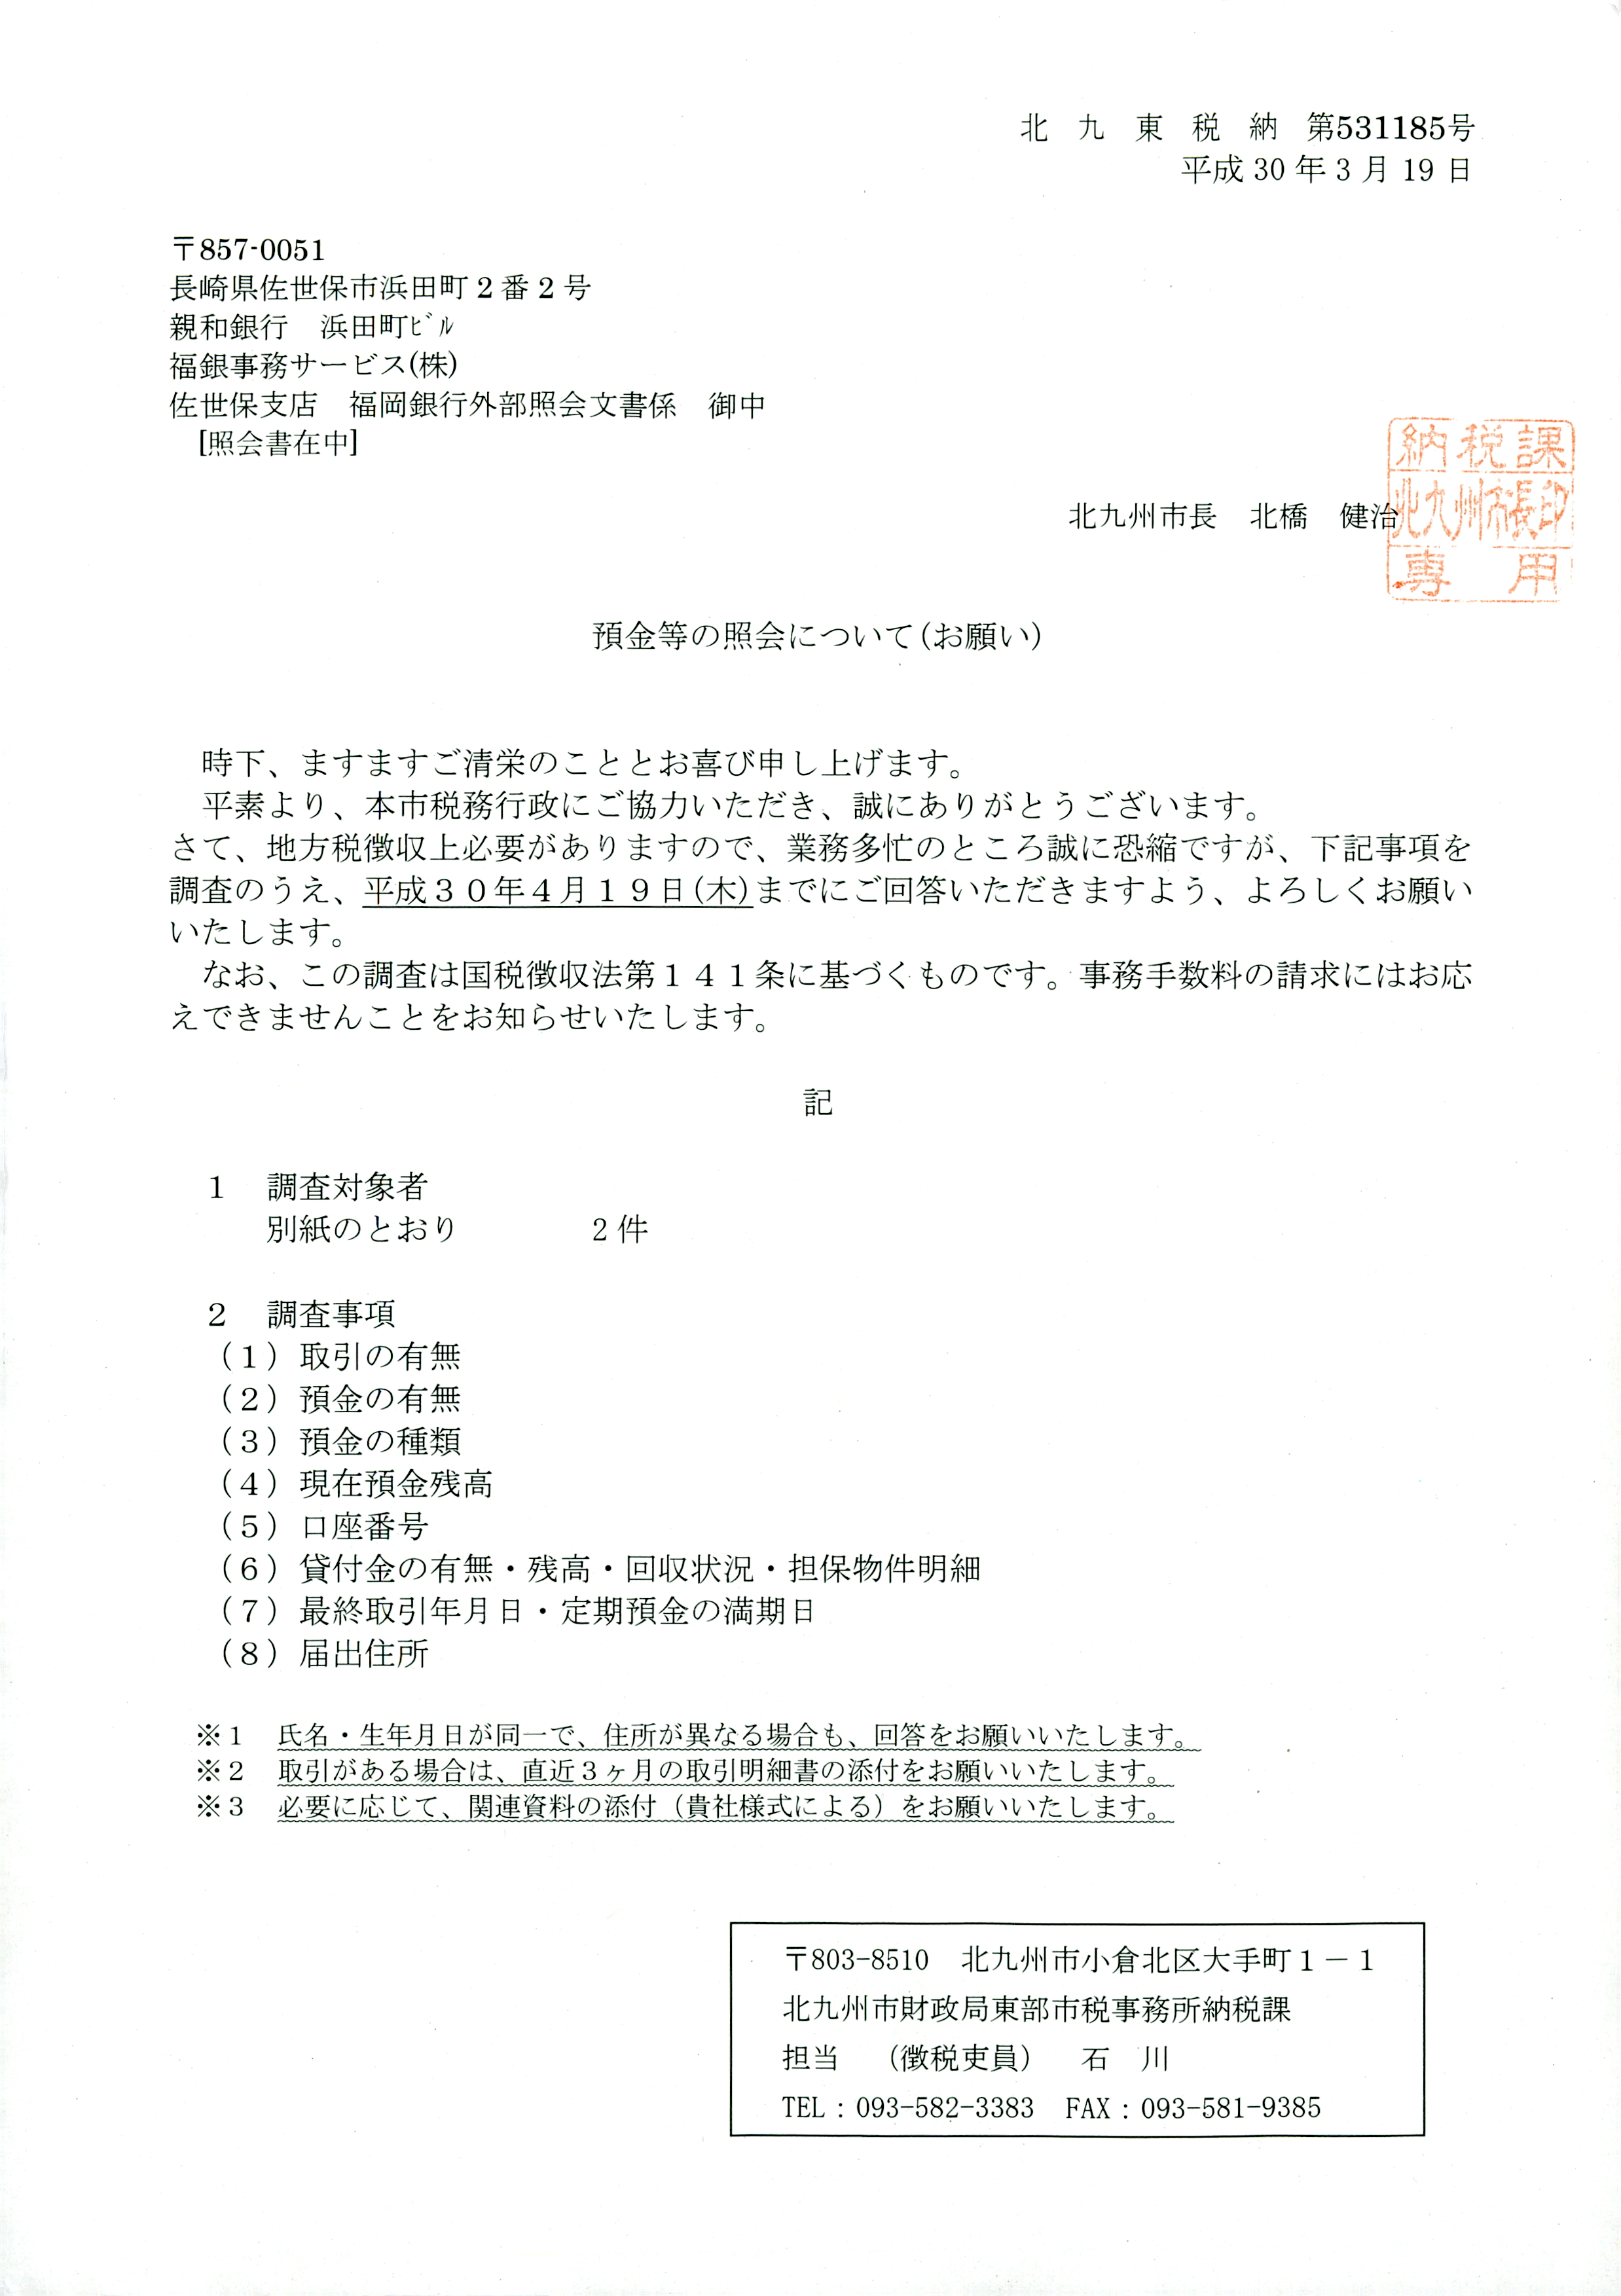 北　九　東　税　納　第531185号
平成 30 年 3 月 19 日
〒857-0051
長崎県佐世保市浜田町２番２号
親和銀行　浜田町ﾋﾞﾙ
福銀事務サービス(株)
佐世保支店　福岡銀行外部照会文書係　御中
[照会書在中]
北九州市長　北橋　健治
納税課
北九州市長印
専用
預金等の照会について(お願い)
時下、ますますご清栄のこととお喜び申し上げます。
平素より、本市税務行政にご協力いただき、誠にありがとうございます。
さて、地方税徴収上必要がありますので、業務多忙のところ誠に恐縮ですが、下記事項を
調査のうえ、平成３０年４月１９日(木)までにご回答いただきますよう、よろしくお願い
いたします。
なお、この調査は国税徴収法第１４１条に基づくものです。事務手数料の請求にはお応
えできませんことをお知らせいたします。
記
１　調査対象者
別紙のとおり　　　　２件
２　調査事項
（１）取引の有無
（２）預金の有無
（３）預金の種類
（４）現在預金残高
（５）口座番号
（６）貸付金の有無・残高・回収状況・担保物件明細
（７）最終取引年月日・定期預金の満期日
（８）届出住所
※１　氏名・生年月日が同一で、住所が異なる場合も、回答をお願いいたします。
※２　取引がある場合は、直近３ヶ月の取引明細書の添付をお願いいたします。
※３　必要に応じて、関連資料の添付（貴社様式による）をお願いいたします。
〒803-8510　北九州市小倉北区大手町１－１
北九州市財政局東部市税事務所納税課
担当　（徴税吏員）　石　川
TEL：093-582-3383　FAX：093-581-9385